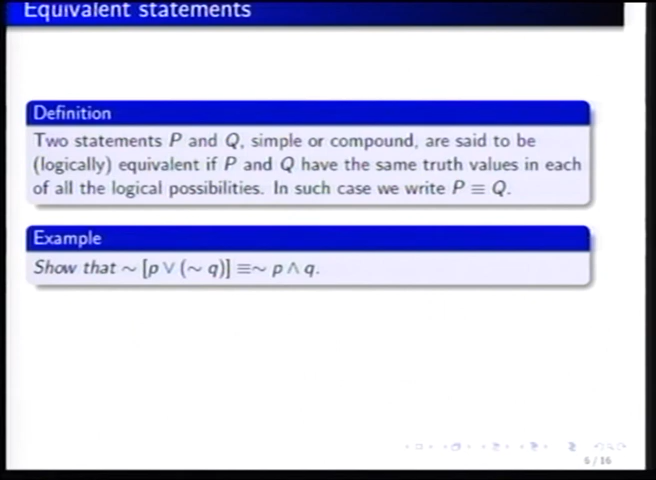 Equivalent statements
Definition
Two statements P and Q, simple or compound, are said to be
(logically) equivalent if P and Q have the same truth values in each
of all the logical possibilities. In such case we write P ≡ Q.
Example
Show that ∼ [p ∨ (∼ q)] ≡∼ p ∧ q.
6 / 16